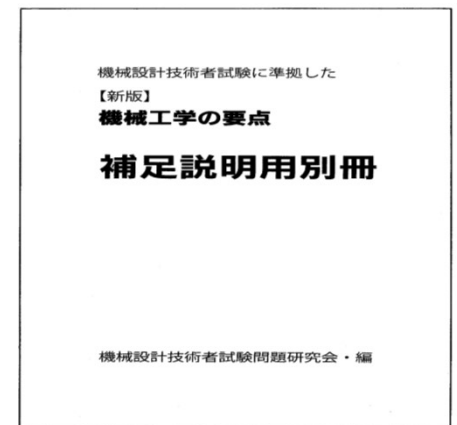 機械設計技術者試験に準拠した
【新版】
機械工学の要点
補足説明用別冊
機械設計技術者試験問題研究会・編